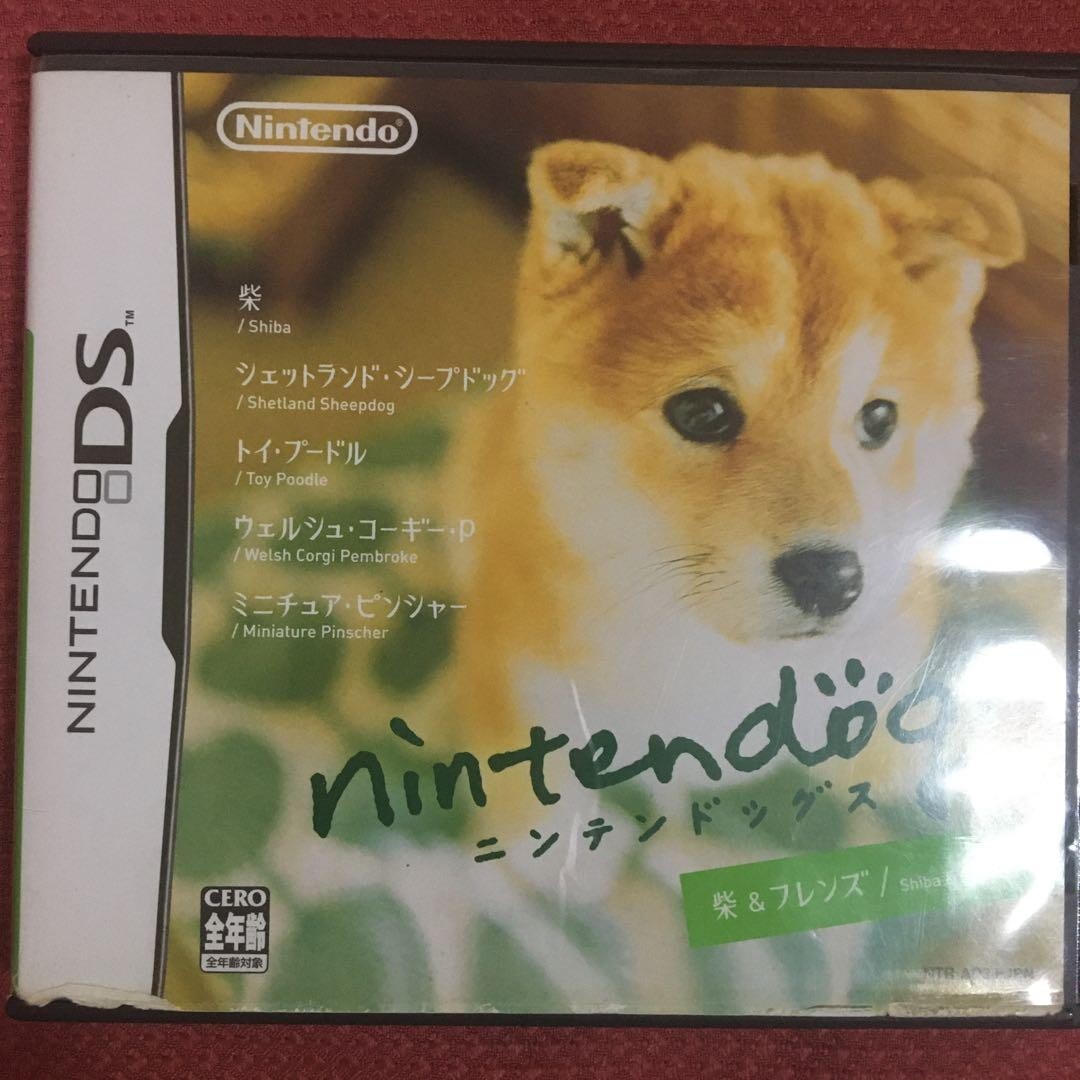 Nintendo®
NINTENDO DS™
柴
/ Shiba
シェットランド・シープドッグ
/ Shetland Sheepdog
トイ・プードル
/ Toy Poodle
ウェルシュ・コーギー・p
/ Welsh Corgi Pembroke
ミニチュア・ピンシャー
/ Miniature Pinscher
nintendog
ニンテンドッグス
柴 & フレンズ / Shiba
CERO
全年齢
全年齢対象